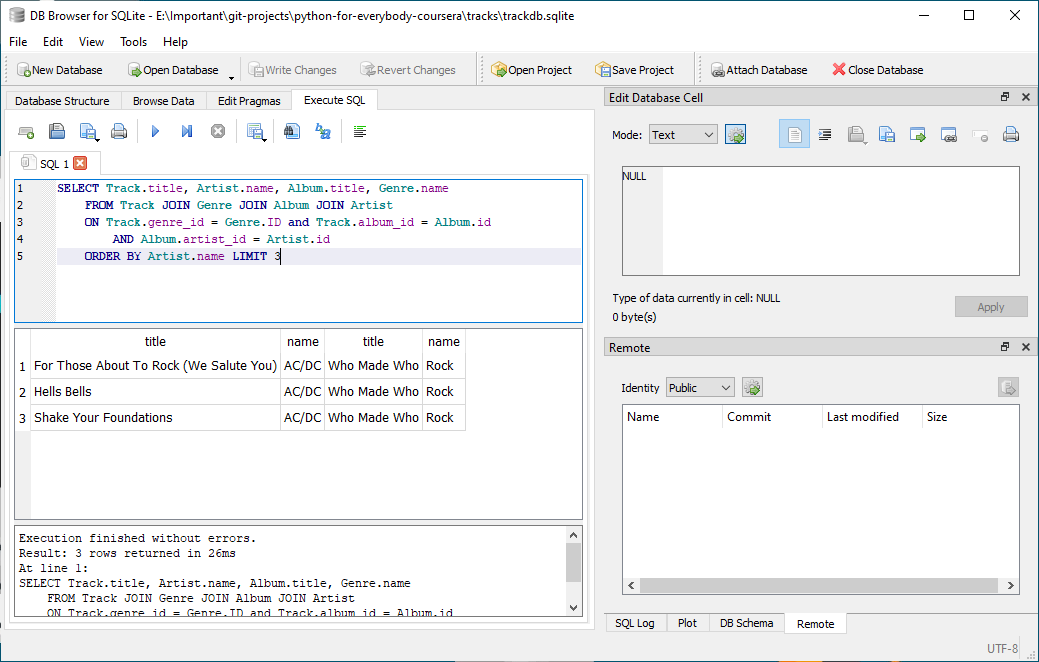 DB Browser for SQLite - E:\Important\git-projects\python-for-everybody-coursera\tracks\trackdb.sqlite
File Edit View Tools Help
New Database Open Database Write Changes Revert Changes Open Project Save Project Attach Database Close Database
Database Structure Browse Data Edit Pragmas Execute SQL
SQL 1
1 SELECT Track.title, Artist.name, Album.title, Genre.name
2 FROM Track JOIN Genre JOIN Album JOIN Artist
3 ON Track.genre_id = Genre.ID and Track.album_id = Album.id
4 AND Album.artist_id = Artist.id
5 ORDER BY Artist.name LIMIT 3
title name title name
1 For Those About To Rock (We Salute You) AC/DC Who Made Who Rock
2 Hells Bells AC/DC Who Made Who Rock
3 Shake Your Foundations AC/DC Who Made Who Rock
Execution finished without errors.
Result: 3 rows returned in 26ms
At line 1:
SELECT Track.title, Artist.name, Album.title, Genre.name
FROM Track JOIN Genre JOIN Album JOIN Artist
ON Track.genre_id = Genre.ID and Track.album_id = Album.id
Edit Database Cell
Mode: Text
NULL
Type of data currently in cell: NULL
0 byte(s)
Apply
Remote
Identity Public
Name Commit Last modified Size
SQL Log Plot DB Schema Remote
UTF-8